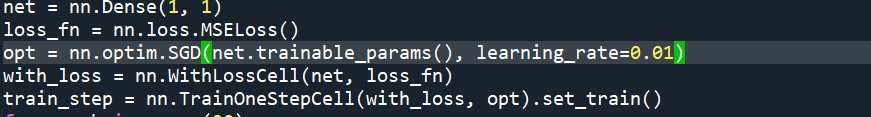 net = nn.Dense(1, 1)
loss_fn = nn.loss.MSELoss()
opt = nn.optim.SGD(net.trainable_params(), learning_rate=0.01)
with_loss = nn.WithLossCell(net, loss_fn)
train_step = nn.TrainOneStepCell(with_loss, opt).set_train()